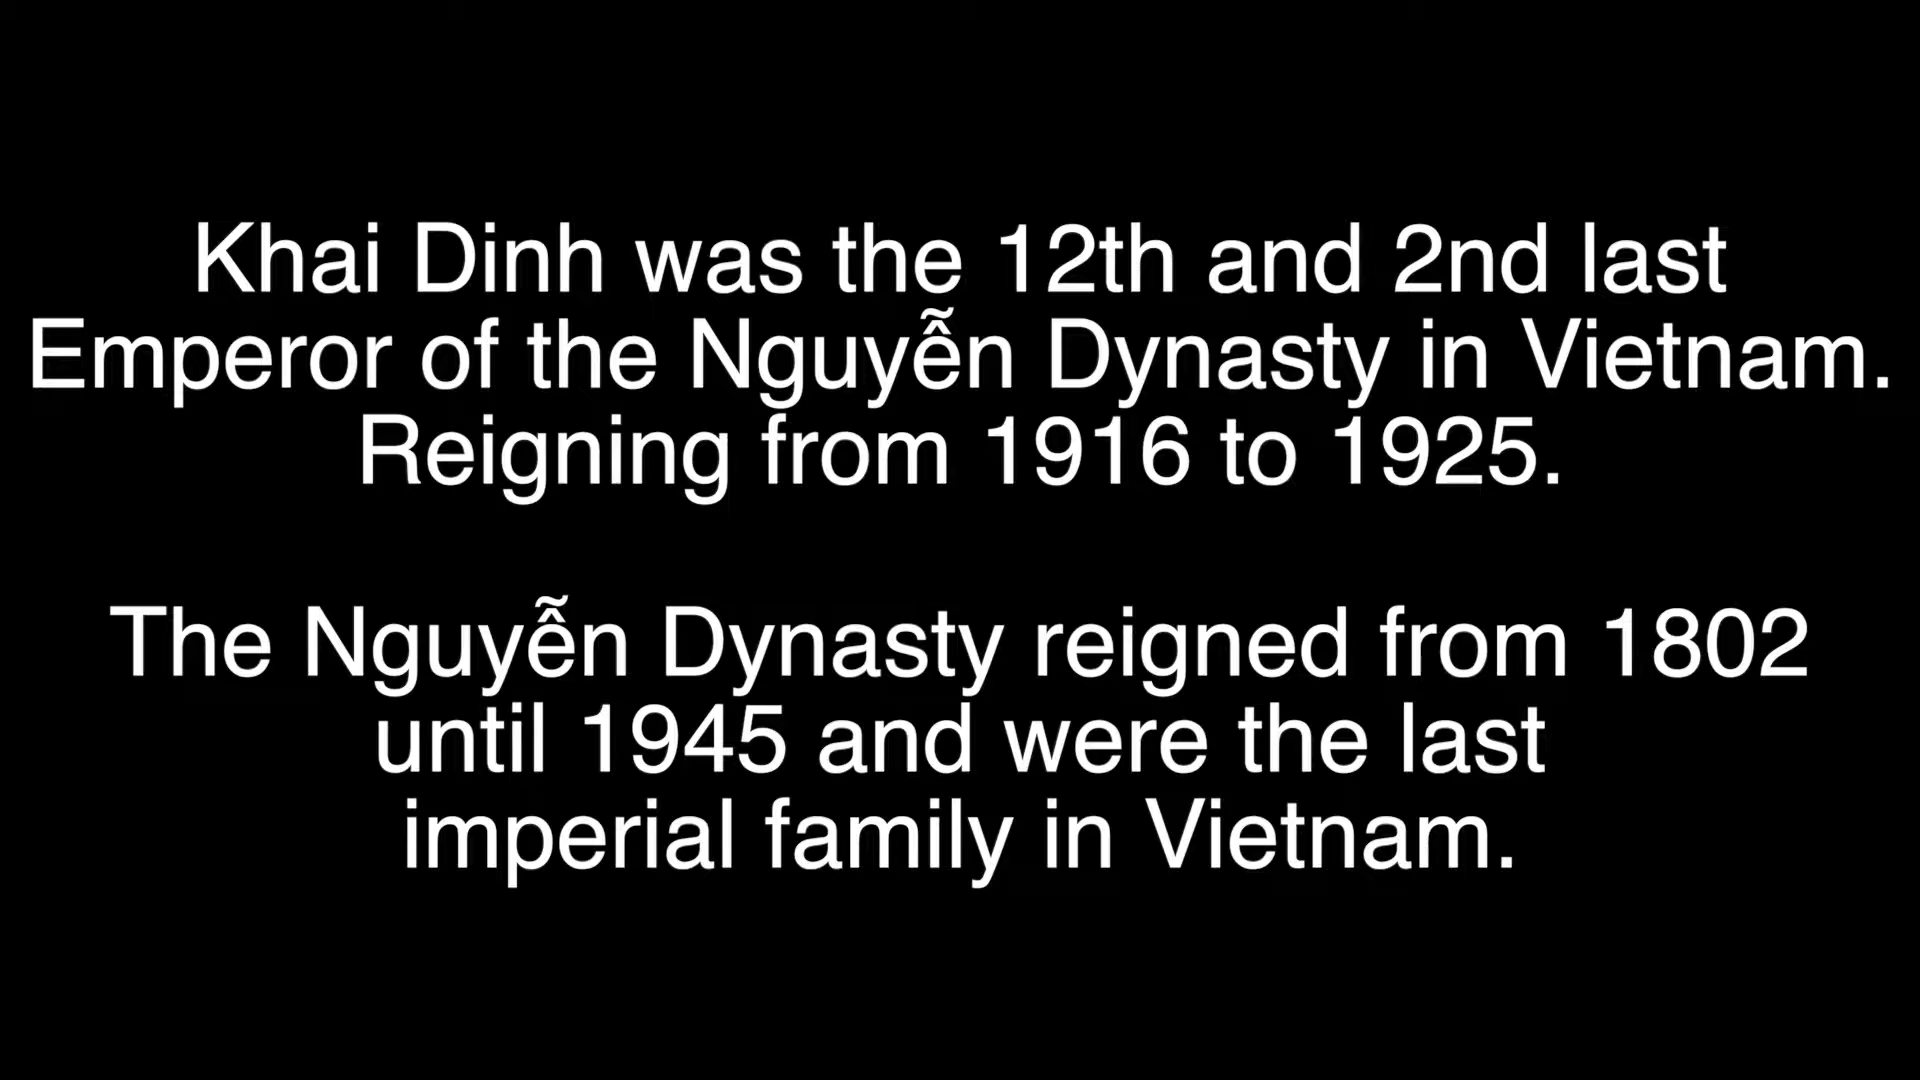 Khai Dinh was the 12th and 2nd last
Emperor of the Nguyễn Dynasty in Vietnam.
Reigning from 1916 to 1925.
The Nguyễn Dynasty reigned from 1802
until 1945 and were the last
imperial family in Vietnam.